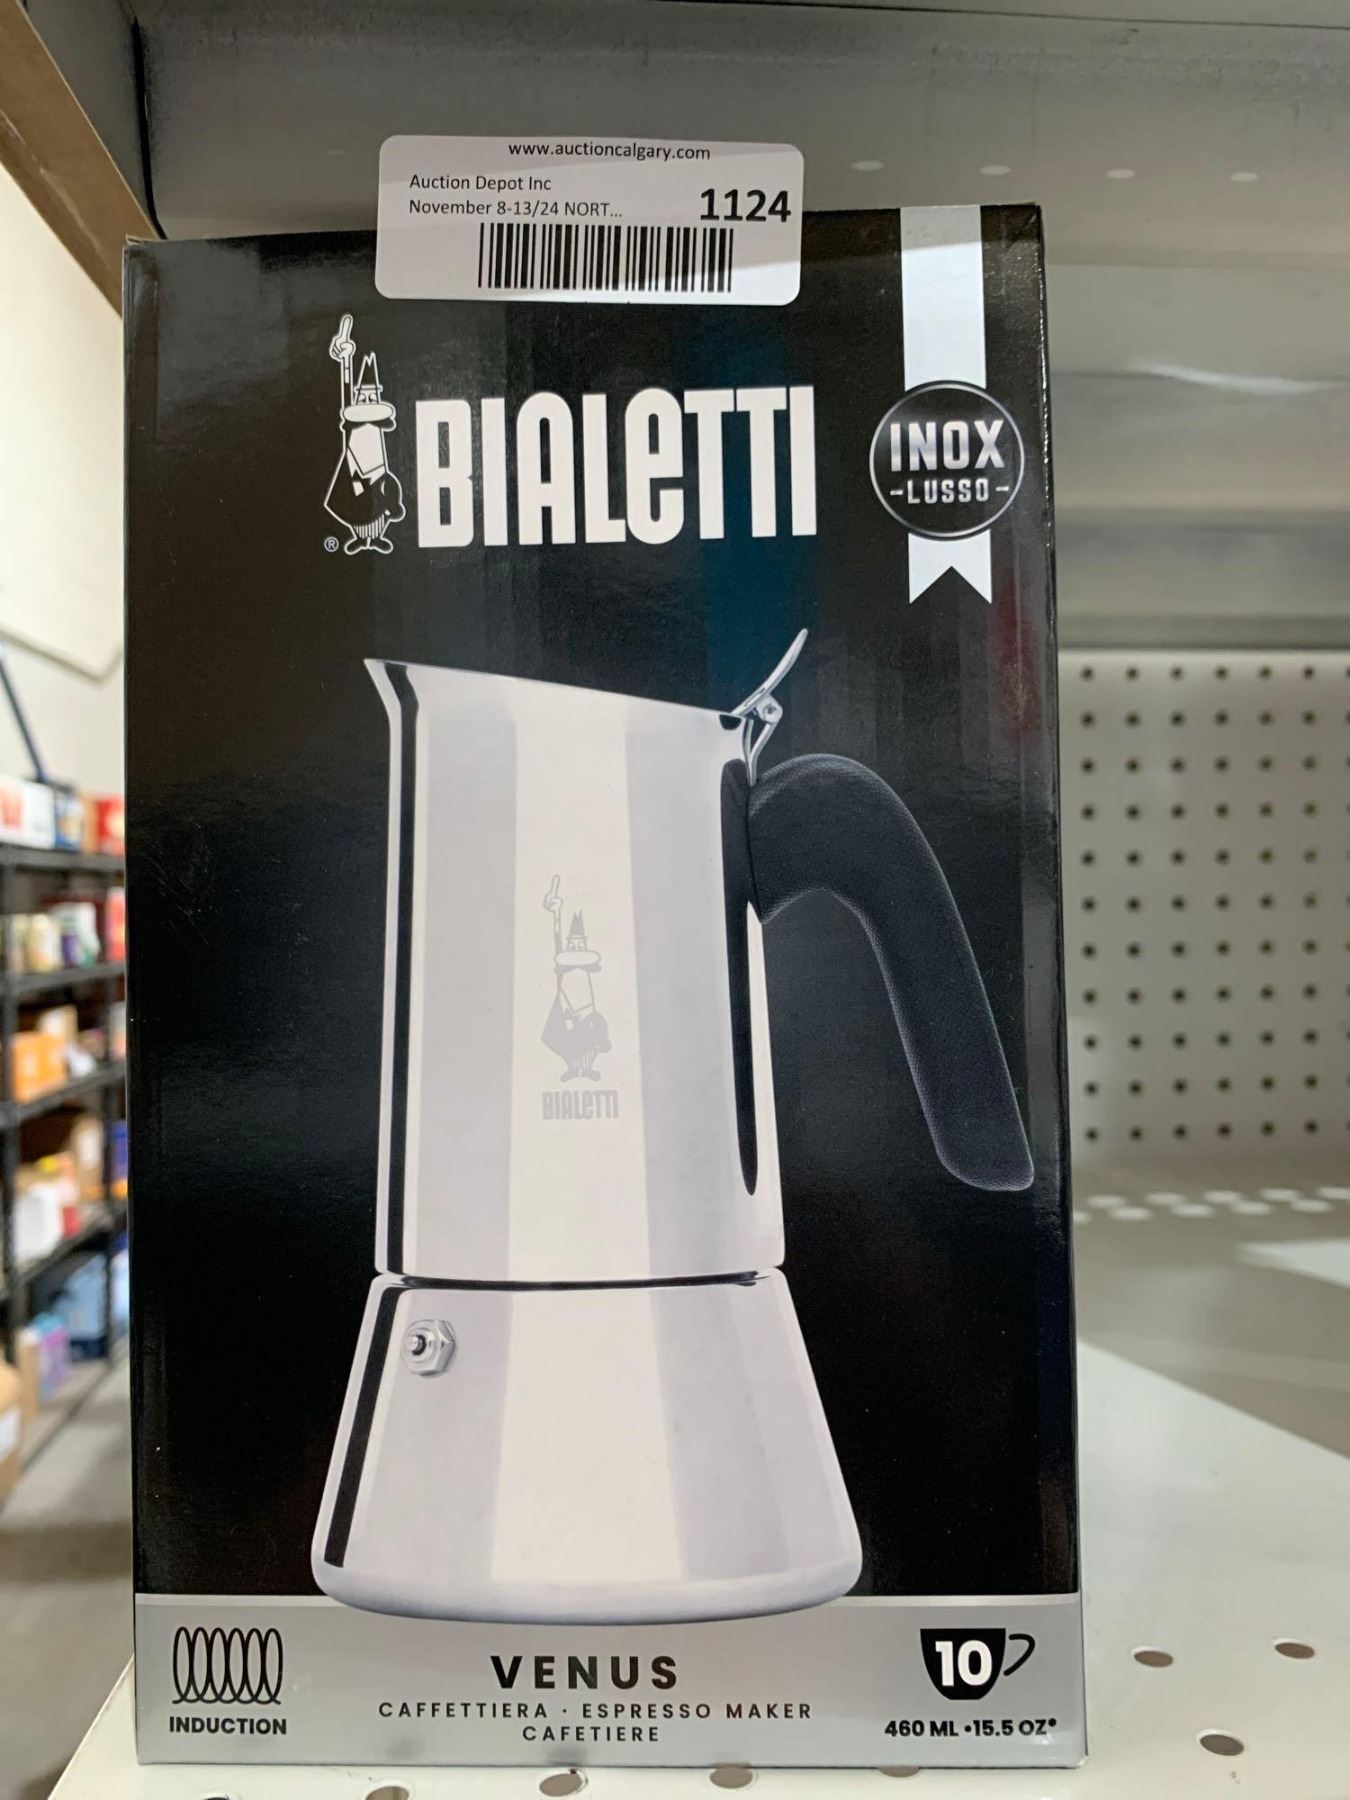 www.auctioncalgary.com
Auction Depot Inc
November 8-13/24 NORT...
1124
BIALETTI
®
INOX
-LUSSO-
BIALETTI
INDUCTION
VENUS
CAFFETTIERA · ESPRESSO MAKER
CAFETIERE
10
460 ML •15.5 OZ*